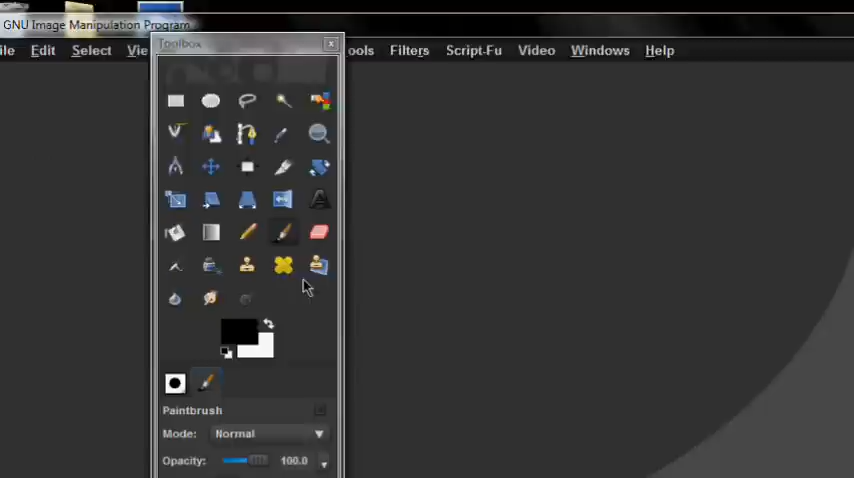 GNU Image Manipulation Program
ile Edit Select Vie ools Filters Script-Fu Video Windows Help
Toolbox
Paintbrush
Mode: Normal
Opacity: 100.0